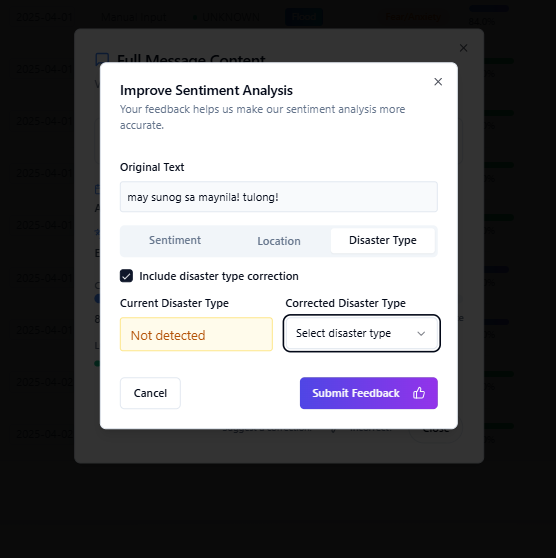 Full Message Content
Improve Sentiment Analysis
Your feedback helps us make our sentiment analysis more
accurate.
Original Text
may sunog sa maynila! tulong!
Sentiment
Location
Disaster Type
Include disaster type correction
Current Disaster Type
Corrected Disaster Type
Not detected
Select disaster type
Cancel
Submit Feedback
Close